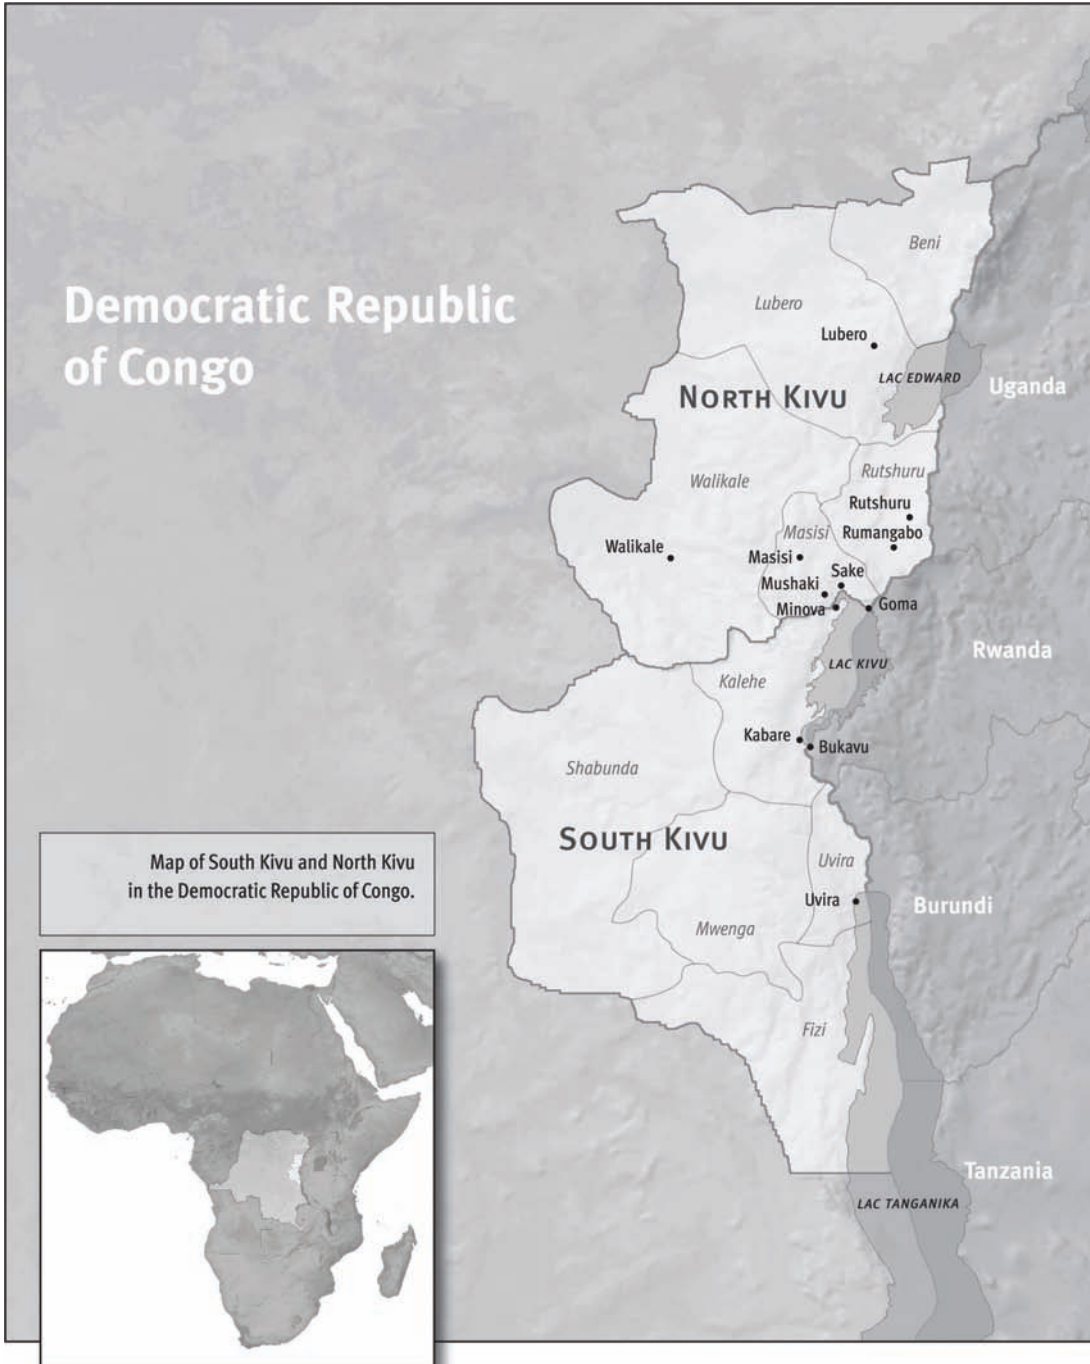 Democratic Republic
of Congo
Beni
Lubero
Lubero
LAC EDWARD
Uganda
NORTH KIVU
Rutshuru
Walikale
Rutshuru
Masisi
Rumangabo
Walikale
Masisi
Sake
Mushaki
Minova
Goma
Rwanda
LAC KIVU
Kalehe
Kabare
Bukavu
Shabunda
SOUTH KIVU
Uvira
Uvira
Burundi
Mwenga
Fizi
Tanzania
LAC TANGANIKA
Map of South Kivu and North Kivu
in the Democratic Republic of Congo.